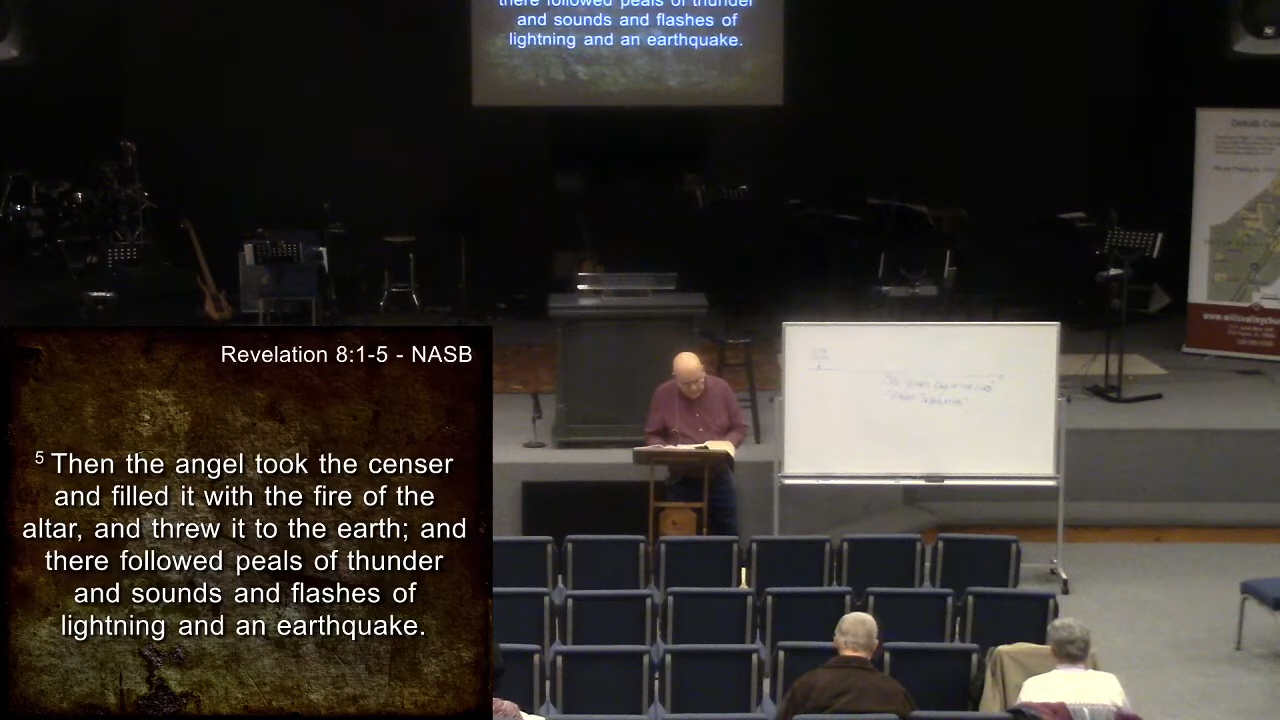 there followed peals of thunder
and sounds and flashes of
lightning and an earthquake.
Revelation 8:1-5 - NASB
5 Then the angel took the censer
and filled it with the fire of the
altar, and threw it to the earth; and
there followed peals of thunder
and sounds and flashes of
lightning and an earthquake.